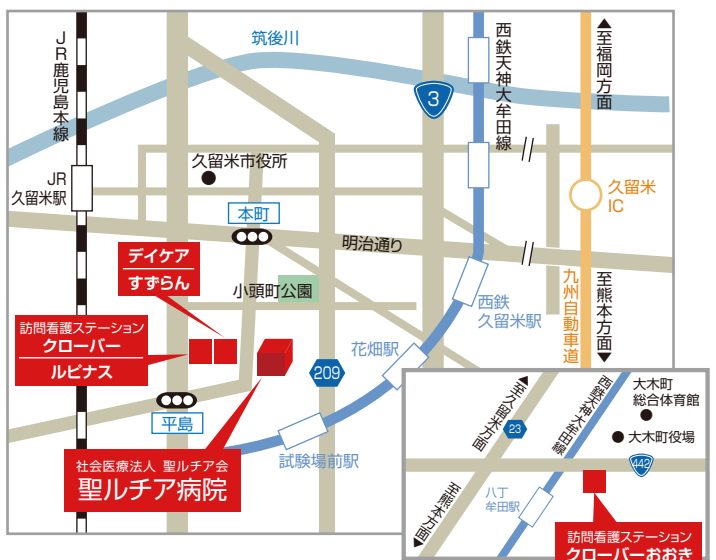 JR鹿児島本線
筑後川
3
西鉄天神大牟田線
▲至福岡方面
久留米市役所
JR
久留米駅
久留米
IC
本町
明治通り
デイケア
すずらん
小頭町公園
九州自動車道
至熊本方面▼
訪問看護ステーション
クローバー
ルピナス
西鉄
久留米駅
花畑駅
209
平島
試験場前駅
社会医療法人 聖ルチア会
聖ルチア病院
▲至久留米方面
23
西鉄天神大牟田線
大木町
総合体育館
大木町役場
442
至熊本方面▼
八丁
牟田駅
訪問看護ステーション
クローバーおおき